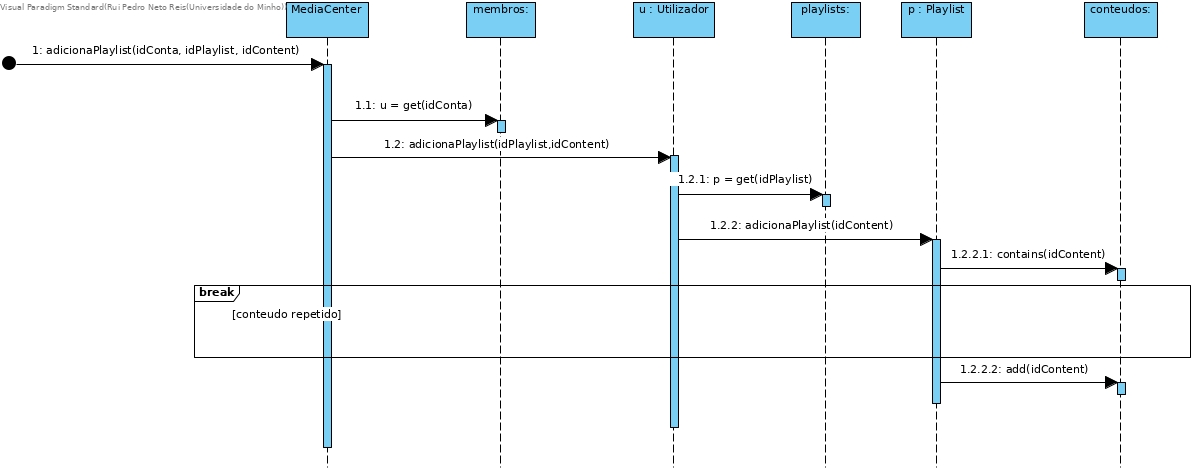 Visual Paradigm Standard(Rui Pedro Neto Reis(Universidade do Minho))
MediaCenter
membros:
u : Utilizador
playlists:
p : Playlist
conteudos:
1: adicionaPlaylist(idConta, idPlaylist, idContent)
1.1: u = get(idConta)
1.2: adicionaPlaylist(idPlaylist,idContent)
1.2.1: p = get(idPlaylist)
1.2.2: adicionaPlaylist(idContent)
1.2.2.1: contains(idContent)
break
[conteudo repetido]
1.2.2.2: add(idContent)